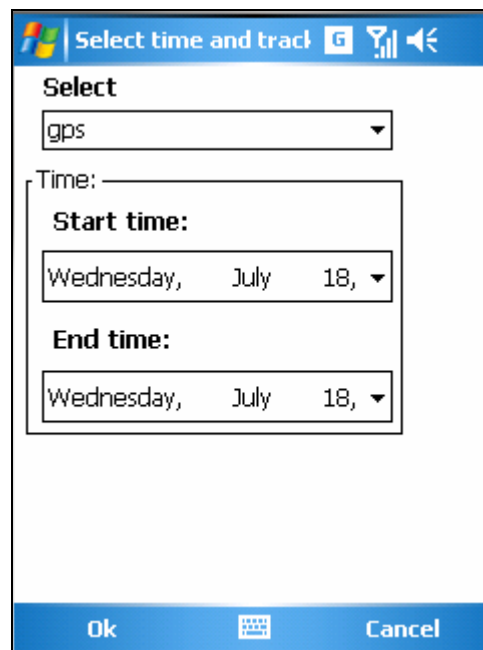 Select time and track G
Select
gps
Time:
Start time:
Wednesday, July 18,
End time:
Wednesday, July 18,
Ok Cancel